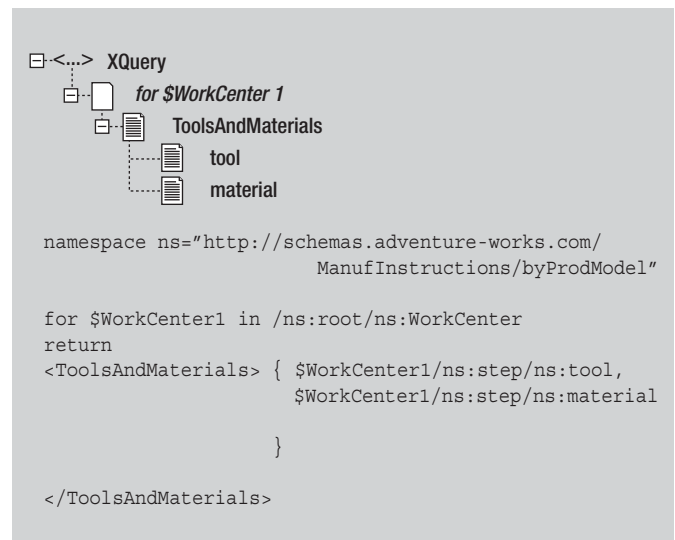 <...> XQuery
for $WorkCenter 1
ToolsAndMaterials
tool
material
namespace ns="http://schemas.adventure-works.com/
ManufInstructions/byProdModel"
for $WorkCenter1 in /ns:root/ns:WorkCenter
return
<ToolsAndMaterials> { $WorkCenter1/ns:step/ns:tool,
$WorkCenter1/ns:step/ns:material
}
</ToolsAndMaterials>